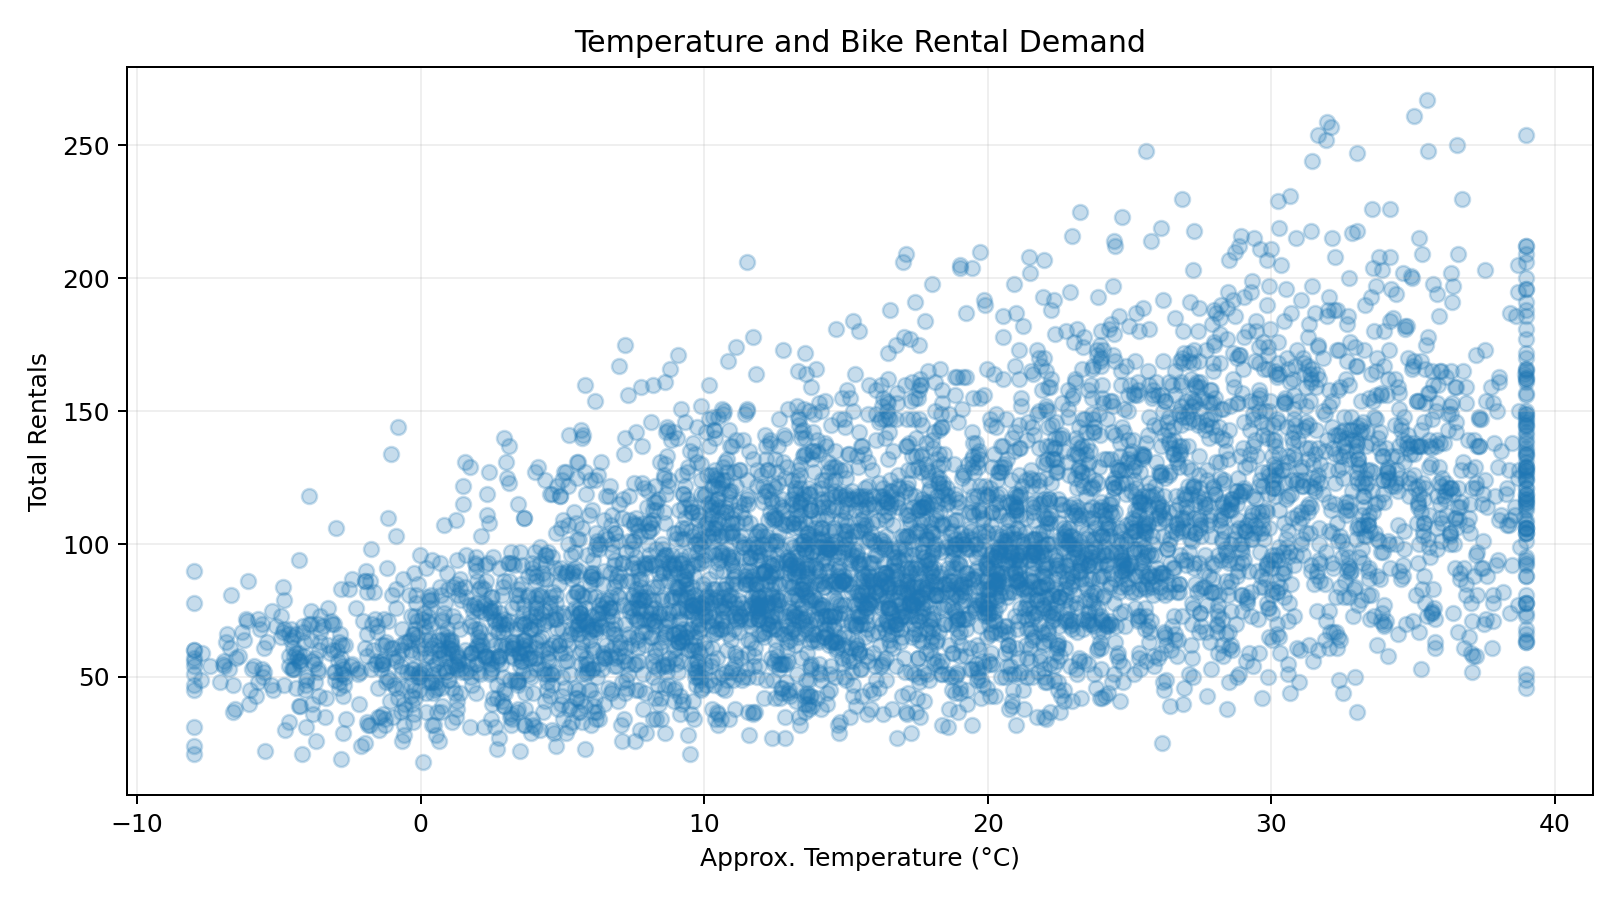 Temperature and Bike Rental Demand
Total Rentals
250
200
150
100
50
−10 0 10 20 30 40
Approx. Temperature (°C)